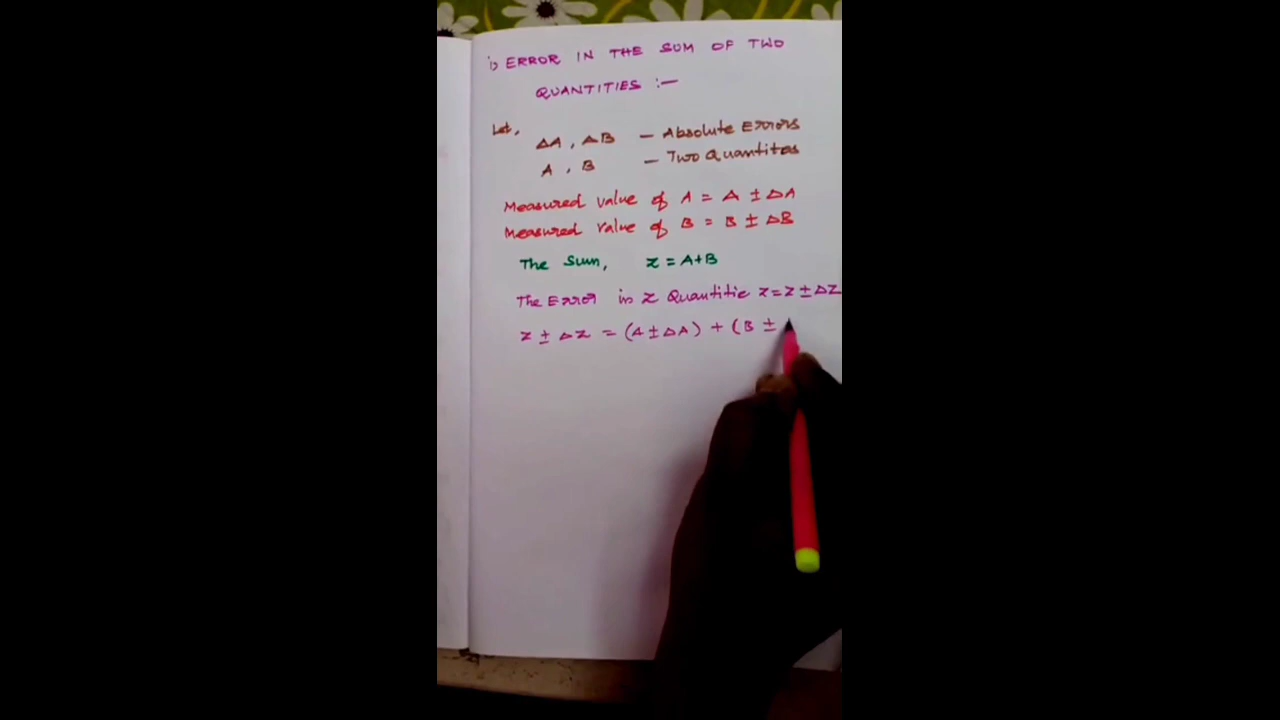 i) ERROR IN THE SUM OF TWO
QUANTITIES :-
Let,
ΔA, ΔB - Absolute Errors
A, B - Two Quantites
Measured value of A = A ± ΔA
Measured value of B = B ± ΔB
The Sum, Z = A+B
The Error in Z Quantitie Z = Z ± ΔZ
Z ± ΔZ = (A ± ΔA) + (B ±